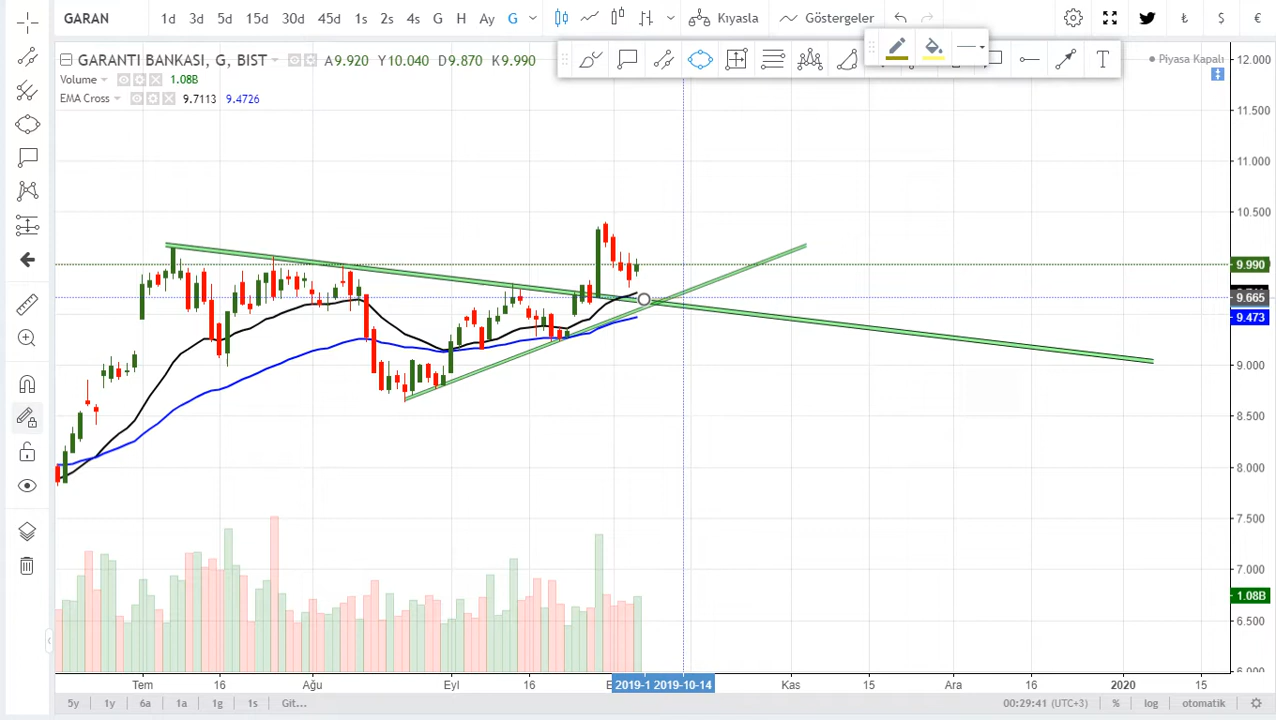 GARAN 1d 3d 5d 15d 30d 45d 1s 2s 4s G H Ay G Kıyasla Göstergeler ₺ $ €
GARANTI BANKASI, G, BIST A9.920 Y10.040 D9.870 K9.990
Volume 1.08B
EMA Cross 9.7113 9.4726
T
Piyasa Kapalı
12.000
11.500
11.000
10.500
9.990
9.665
9.473
9.000
8.500
8.000
7.500
7.000
1.08B
6.500
6.000
Tem 16 Ağu Eyl 16 2019-1 2019-10-14 Kas 15 Ara 16 2020 15
5y 1y 6a 1a 1g 1s Git... 00:29:41 (UTC+3) % log otomatik